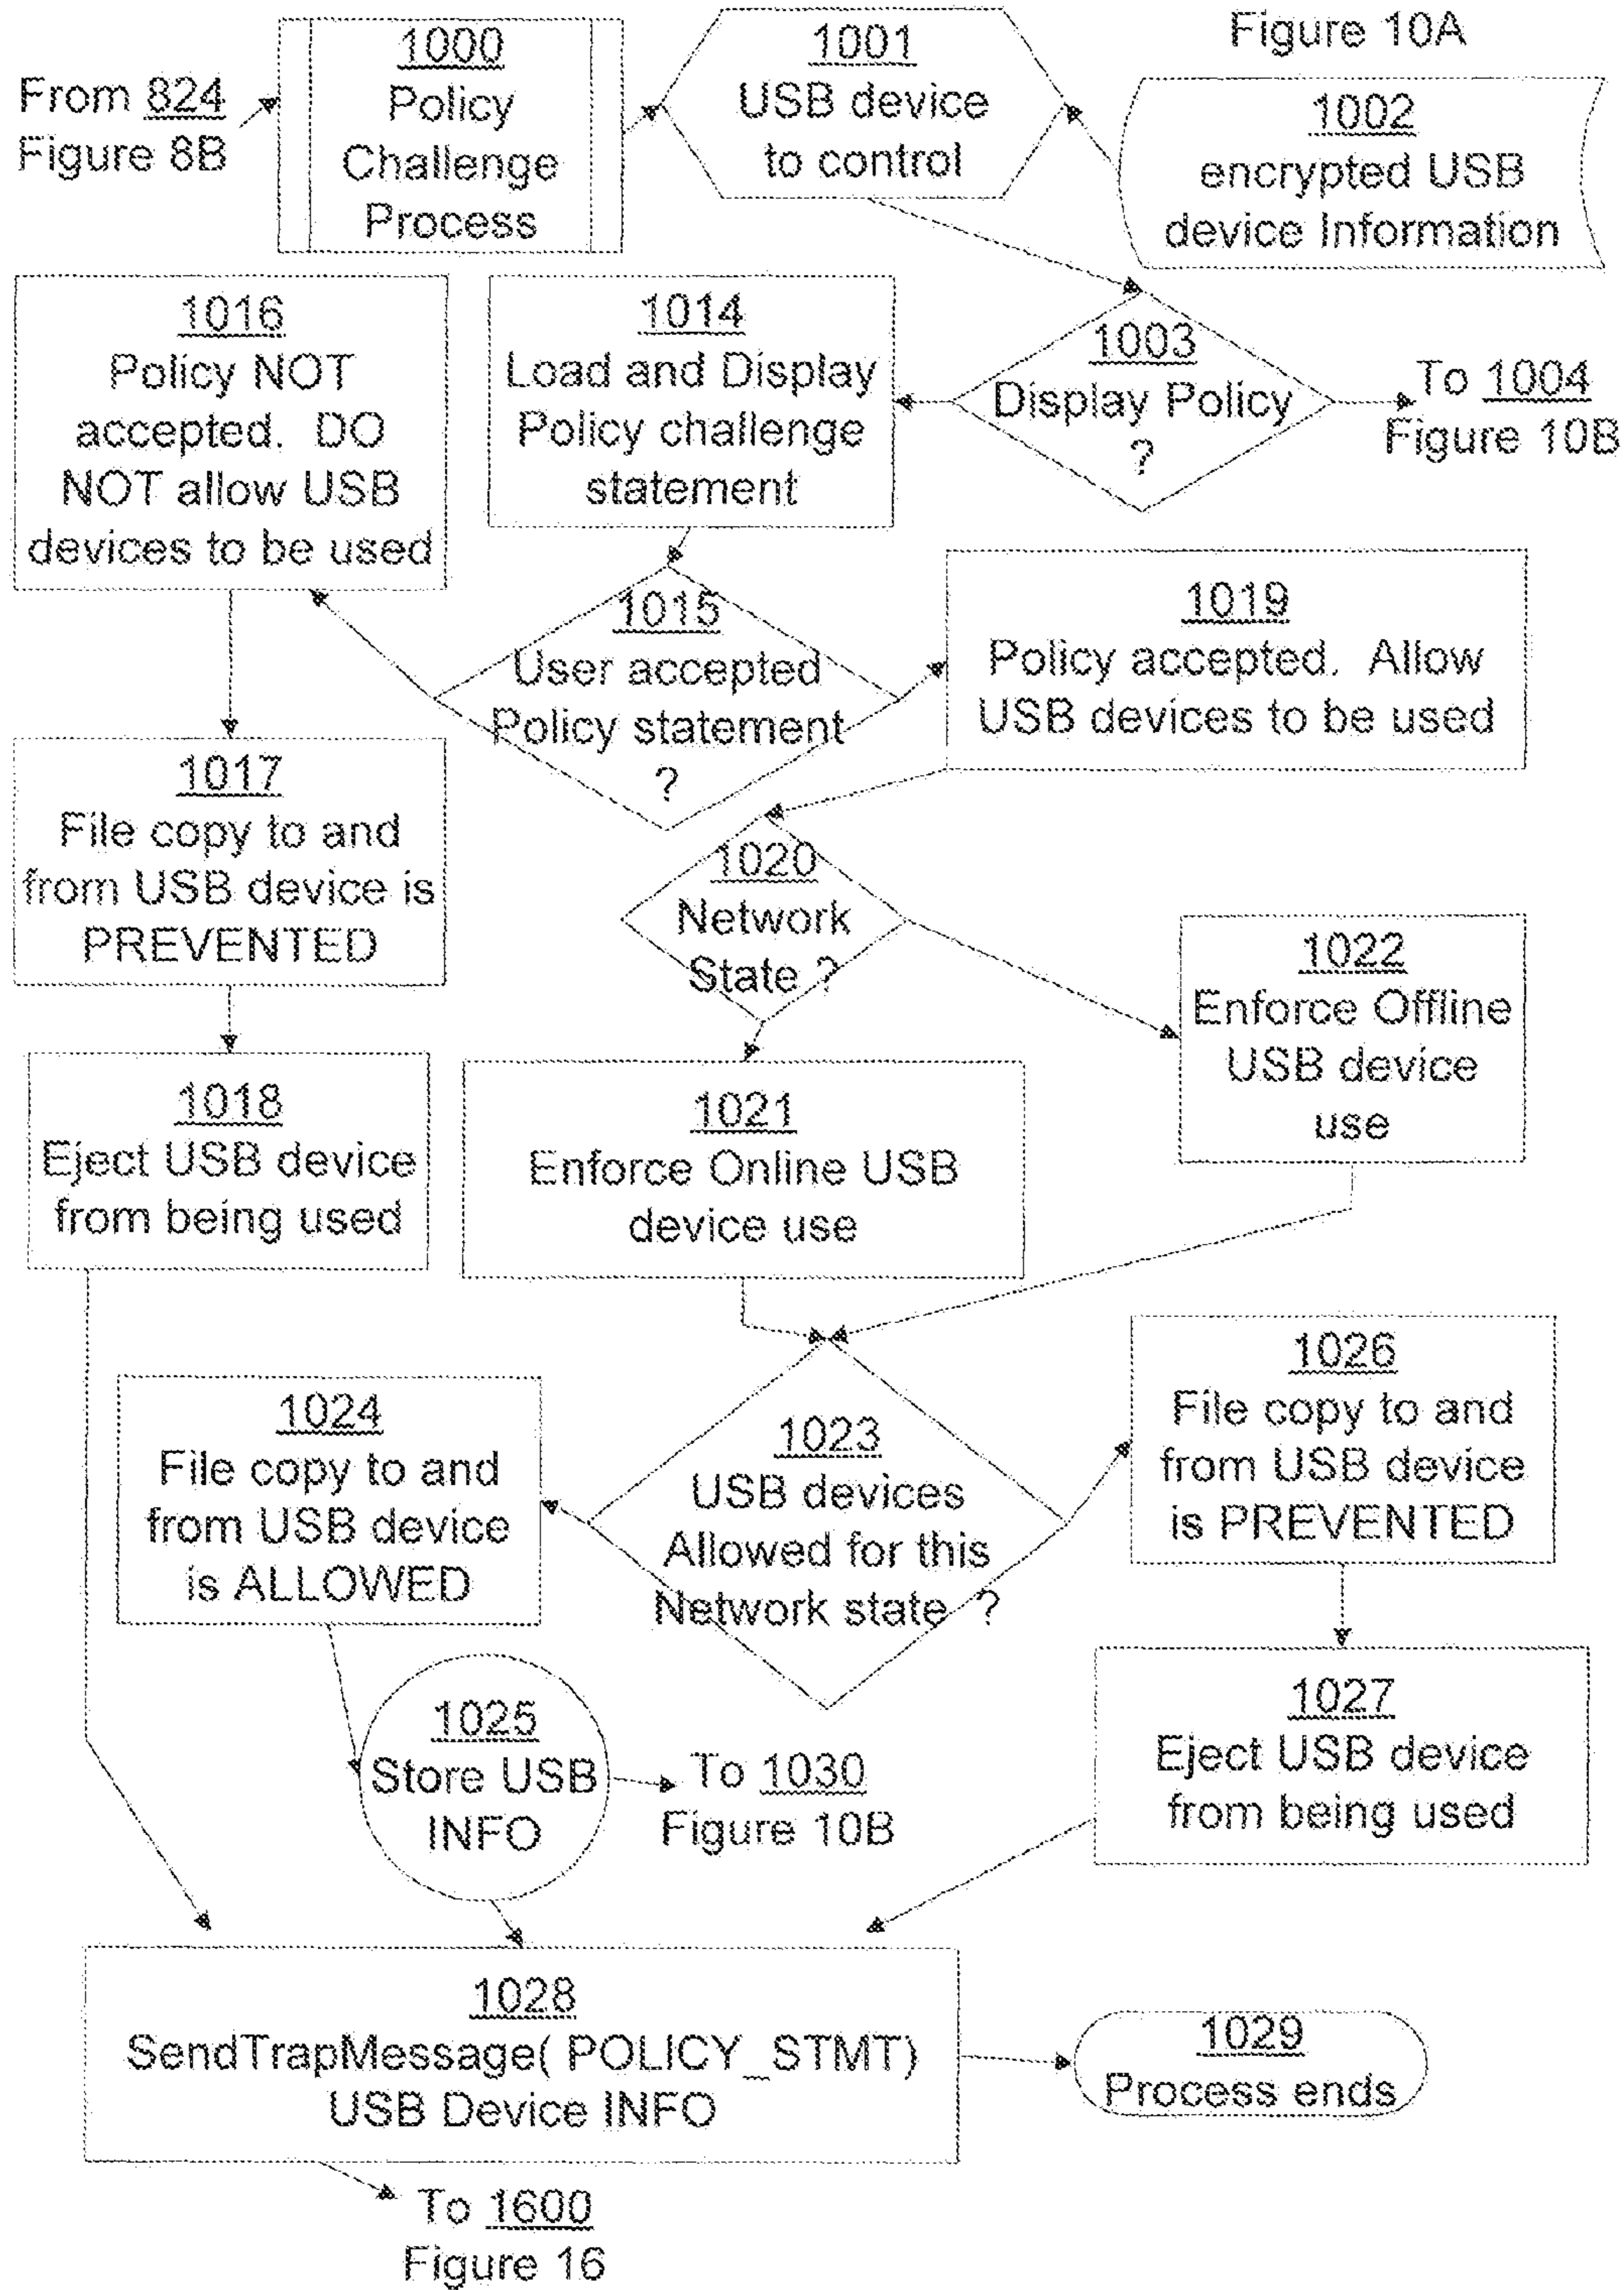 Figure 10A
From 824
Figure 8B
1000
Policy
Challenge
Process
1001
USB device
to control
1002
encrypted USB
device Information
1016
Policy NOT
accepted. DO
NOT allow USB
devices to be used
1014
Load and Display
Policy challenge
statement
1003
Display Policy
?
To 1004
Figure 10B
1015
User accepted
Policy statement
?
1019
Policy accepted. Allow
USB devices to be used
1017
File copy to and
from USB device is
PREVENTED
1020
Network
State ?
1022
Enforce Offline
USB device
use
1018
Eject USB device
from being used
1021
Enforce Online USB
device use
1024
File copy to and
from USB device
is ALLOWED
1023
USB devices
Allowed for this
Network state ?
1026
File copy to and
from USB device
is PREVENTED
1025
Store USB
INFO
To 1030
Figure 10B
1027
Eject USB device
from being used
1028
SendTrapMessage( POLICY_STMT)
USB Device INFO
1029
Process ends
To 1600
Figure 16